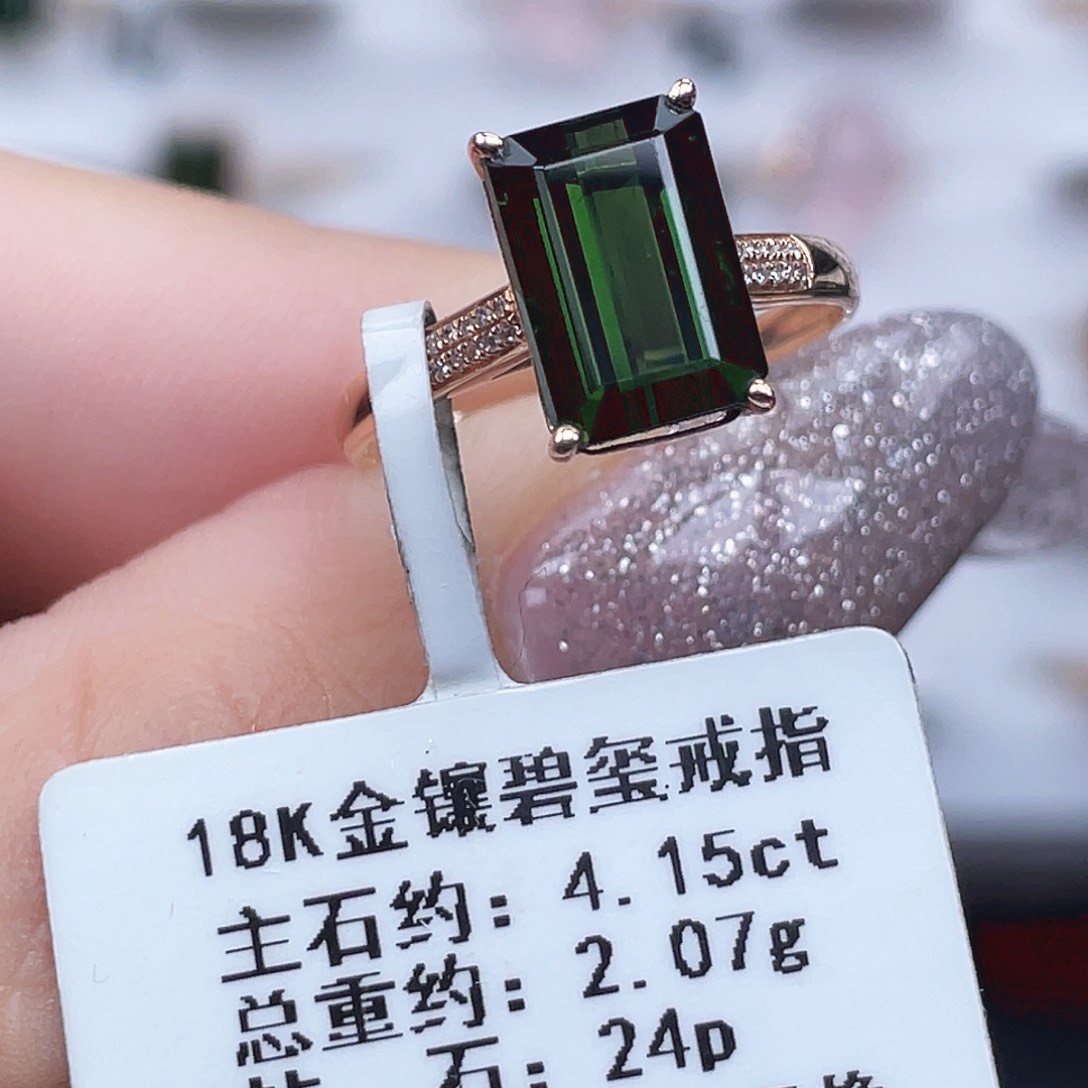 18K金镶碧玺戒指
主石约: 4.15ct
总重约: 2.07g
石: 24p